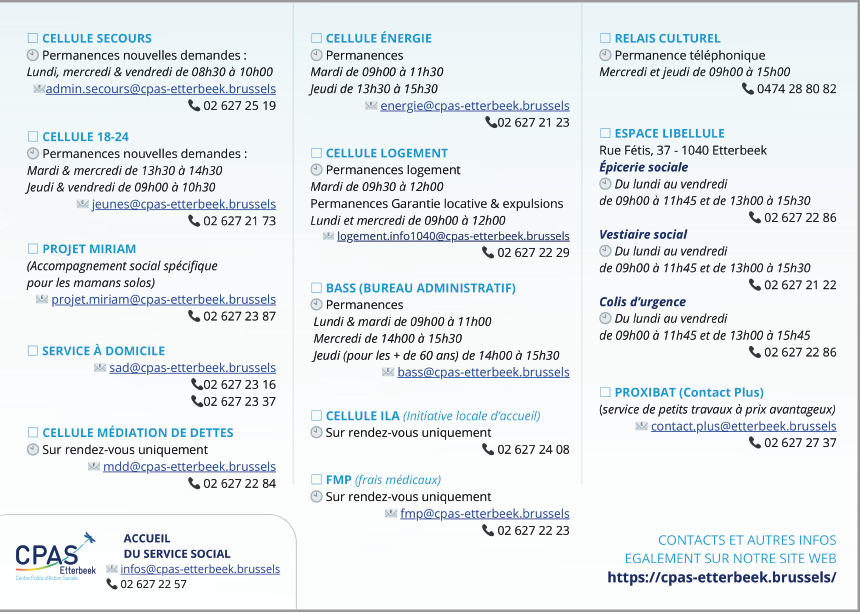 CELLULE SECOURS
Permanences nouvelles demandes :
Lundi, mercredi & vendredi de 08h30 à 10h00
admin.secours@cpas-etterbeek.brussels
02 627 25 19
CELLULE 18-24
Permanences nouvelles demandes :
Mardi & mercredi de 13h30 à 14h30
Jeudi & vendredi de 09h00 à 10h30
jeunes@cpas-etterbeek.brussels
02 627 21 73
PROJET MIRIAM
(Accompagnement social spécifique
pour les mamans solos)
projet.miriam@cpas-etterbeek.brussels
02 627 23 87
SERVICE À DOMICILE
sad@cpas-etterbeek.brussels
02 627 23 16
02 627 23 37
CELLULE MÉDIATION DE DETTES
Sur rendez-vous uniquement
mdd@cpas-etterbeek.brussels
02 627 22 84
CPAS
Etterbeek
Centre Public d'Action Sociale
ACCUEIL
DU SERVICE SOCIAL
infos@cpas-etterbeek.brussels
02 627 22 57
CELLULE ÉNERGIE
Permanences
Mardi de 09h00 à 11h30
Jeudi de 13h30 à 15h30
energie@cpas-etterbeek.brussels
02 627 21 23
CELLULE LOGEMENT
Permanences logement
Mardi de 09h30 à 12h00
Permanences Garantie locative & expulsions
Lundi et mercredi de 09h00 à 12h00
logement.info1040@cpas-etterbeek.brussels
02 627 22 29
BASS (BUREAU ADMINISTRATIF)
Permanences
Lundi & mardi de 09h00 à 11h00
Mercredi de 14h00 à 15h30
Jeudi (pour les + de 60 ans) de 14h00 à 15h30
bass@cpas-etterbeek.brussels
CELLULE ILA (Initiative locale d'accueil)
Sur rendez-vous uniquement
02 627 24 08
FMP (frais médicaux)
Sur rendez-vous uniquement
fmp@cpas-etterbeek.brussels
02 627 22 23
RELAIS CULTUREL
Permanence téléphonique
Mercredi et jeudi de 09h00 à 15h00
0474 28 80 82
ESPACE LIBELLULE
Rue Fétis, 37 - 1040 Etterbeek
Épicerie sociale
Du lundi au vendredi
de 09h00 à 11h45 et de 13h00 à 15h30
02 627 22 86
Vestiaire social
Du lundi au vendredi
de 09h00 à 11h45 et de 13h00 à 15h30
02 627 21 22
Colis d'urgence
Du lundi au vendredi
de 09h00 à 11h45 et de 13h00 à 15h45
02 627 22 86
PROXIBAT (Contact Plus)
(service de petits travaux à prix avantageux)
contact.plus@etterbeek.brussels
02 627 27 37
CONTACTS ET AUTRES INFOS
EGALEMENT SUR NOTRE SITE WEB
https://cpas-etterbeek.brussels/